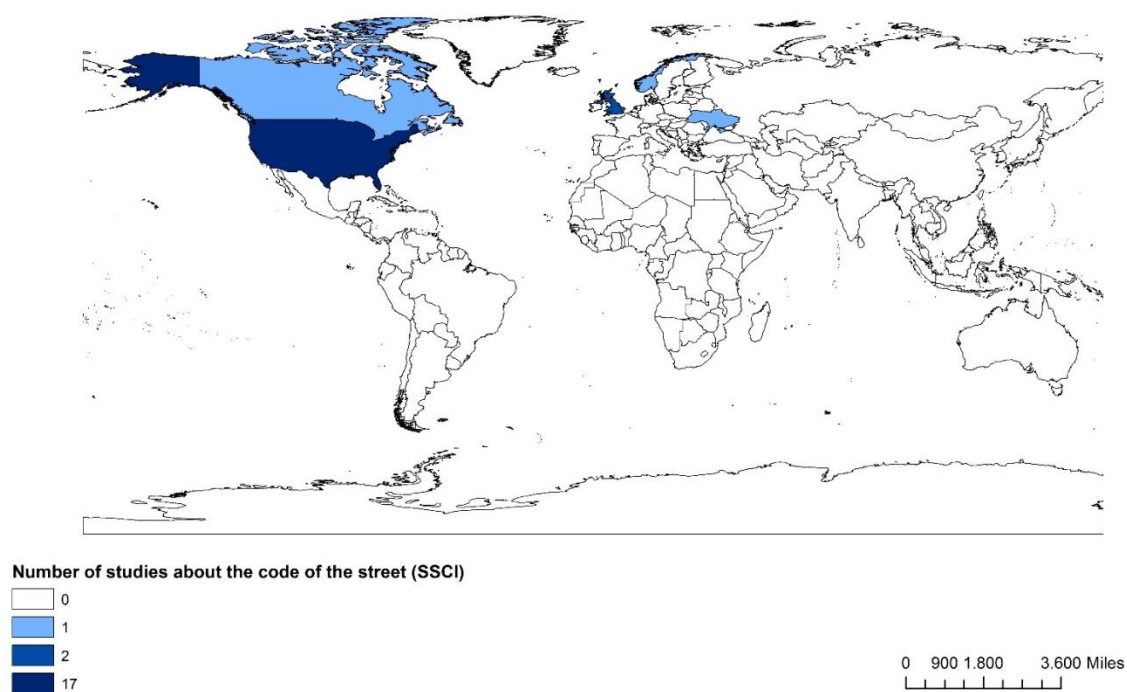 Number of studies about the code of the street (SSCI)
0
1
2
17
0 900 1.800 3.600 Miles